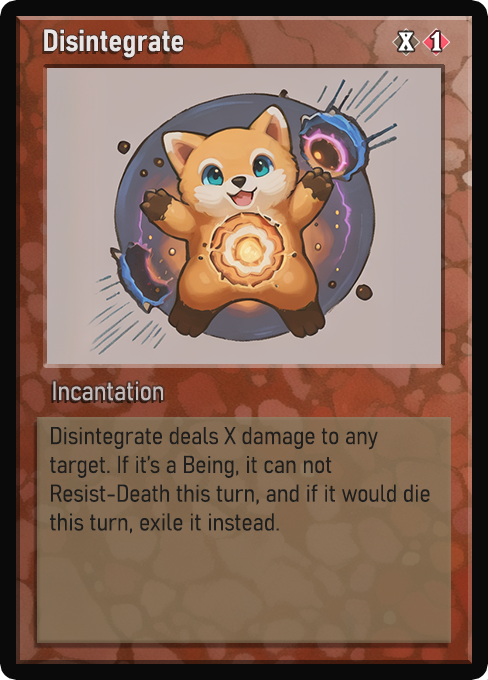 Disintegrate X 1
Incantation
Disintegrate deals X damage to any
target. If it's a Being, it can not
Resist-Death this turn, and if it would die
this turn, exile it instead.